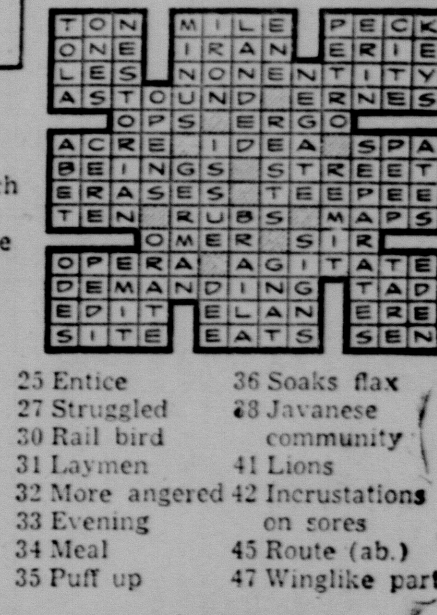 TON MILE PECK
ONE IRAN ERIE
LES NONENTITY
ASTOUND ERNES
OPS ERGO
ACRE IDEA SPA
BEINGS STREET
ERASES TEEPEE
TEN RUBS MAPS
OMER SIR
OPERA AGITATE
DEMANDING TAD
EDIT ELAN ERE
SITE EATS SEN
25 Entice
27 Struggled
30 Rail bird
31 Laymen
32 More angered
33 Evening
34 Meal
35 Puff up
36 Soaks flax
38 Javanese
community
41 Lions
42 Incrustations
on sores
45 Route (ab.)
47 Winglike part